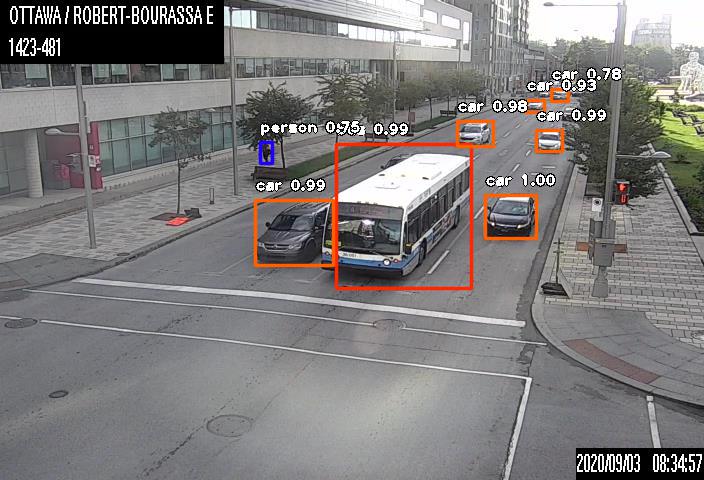 OTTAWA / ROBERT-BOURASSA E
1423-481
car 0.78
car 0.93
car 0.98
car 0.99
person 0.75
0.99
car 0.99
car 1.00
2020/09/03 08:34:57